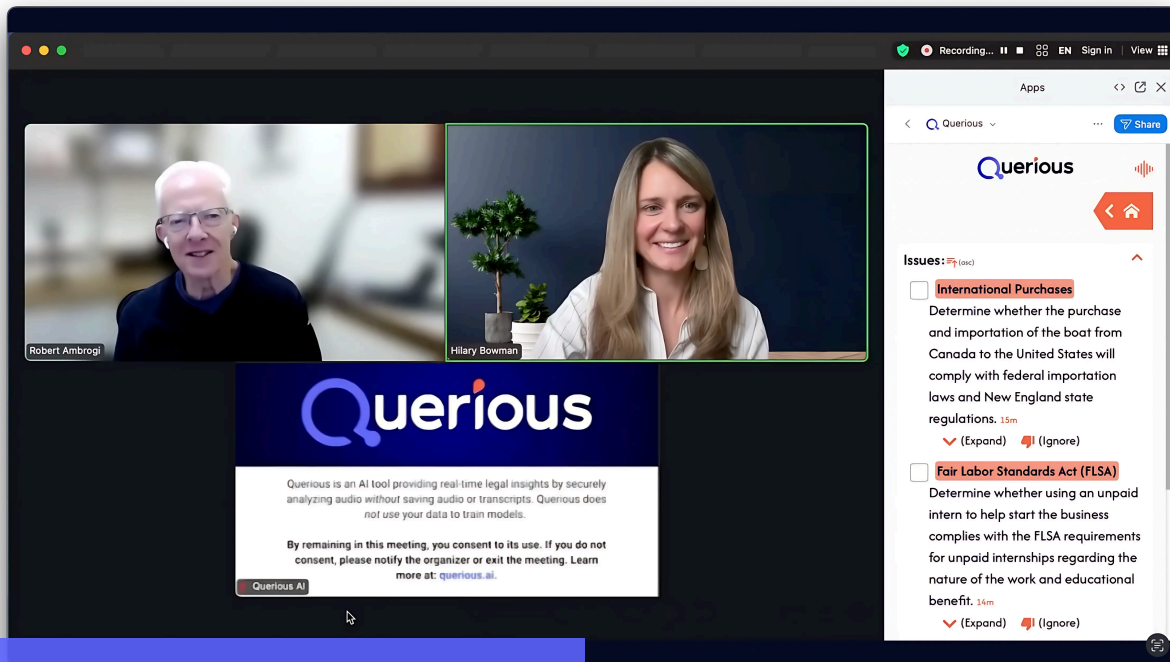 Recording...
EN
Sign in
View
Apps
Querious
Share
Querious
Issues:
(asc)
International Purchases
Determine whether the purchase
and importation of the boat from
Canada to the United States will
comply with federal importation
laws and New England state
regulations. 15m
(Expand) (Ignore)
Fair Labor Standards Act (FLSA)
Determine whether using an unpaid
intern to help start the business
complies with the FLSA requirements
for unpaid internships regarding the
nature of the work and educational
benefit. 14m
(Expand) (Ignore)
Robert Ambrogi
Hilary Bowman
Querious
Querious is an AI tool providing real-time legal insights by securely
analyzing audio without saving audio or transcripts. Querious does
not use your data to train models.
By remaining in this meeting, you consent to its use. If you do not
consent, please notify the organizer or exit the meeting. Learn
more at: querious.ai.
Querious AI